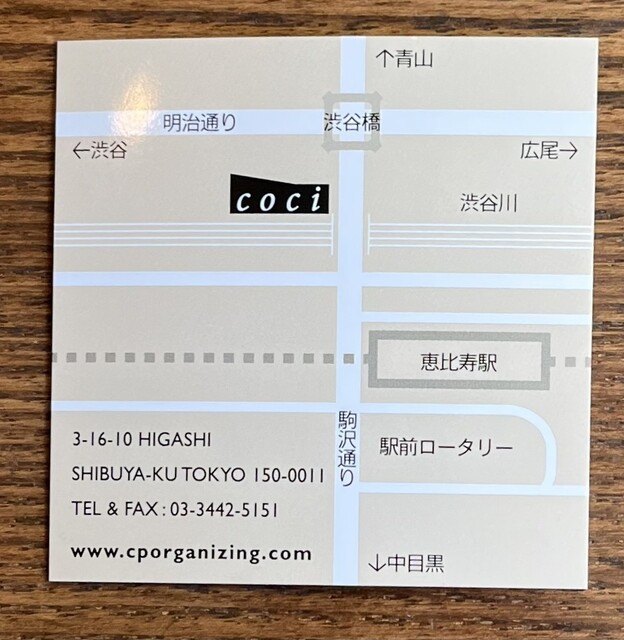 ↑青山
明治通り
渋谷橋
←渋谷
広尾→
coci
渋谷川
恵比寿駅
駒沢通り
駅前ロータリー
3-16-10 HIGASHI
SHIBUYA-KU TOKYO 150-0011
TEL & FAX : 03-3442-5151
www.cporganizing.com
↓中目黒